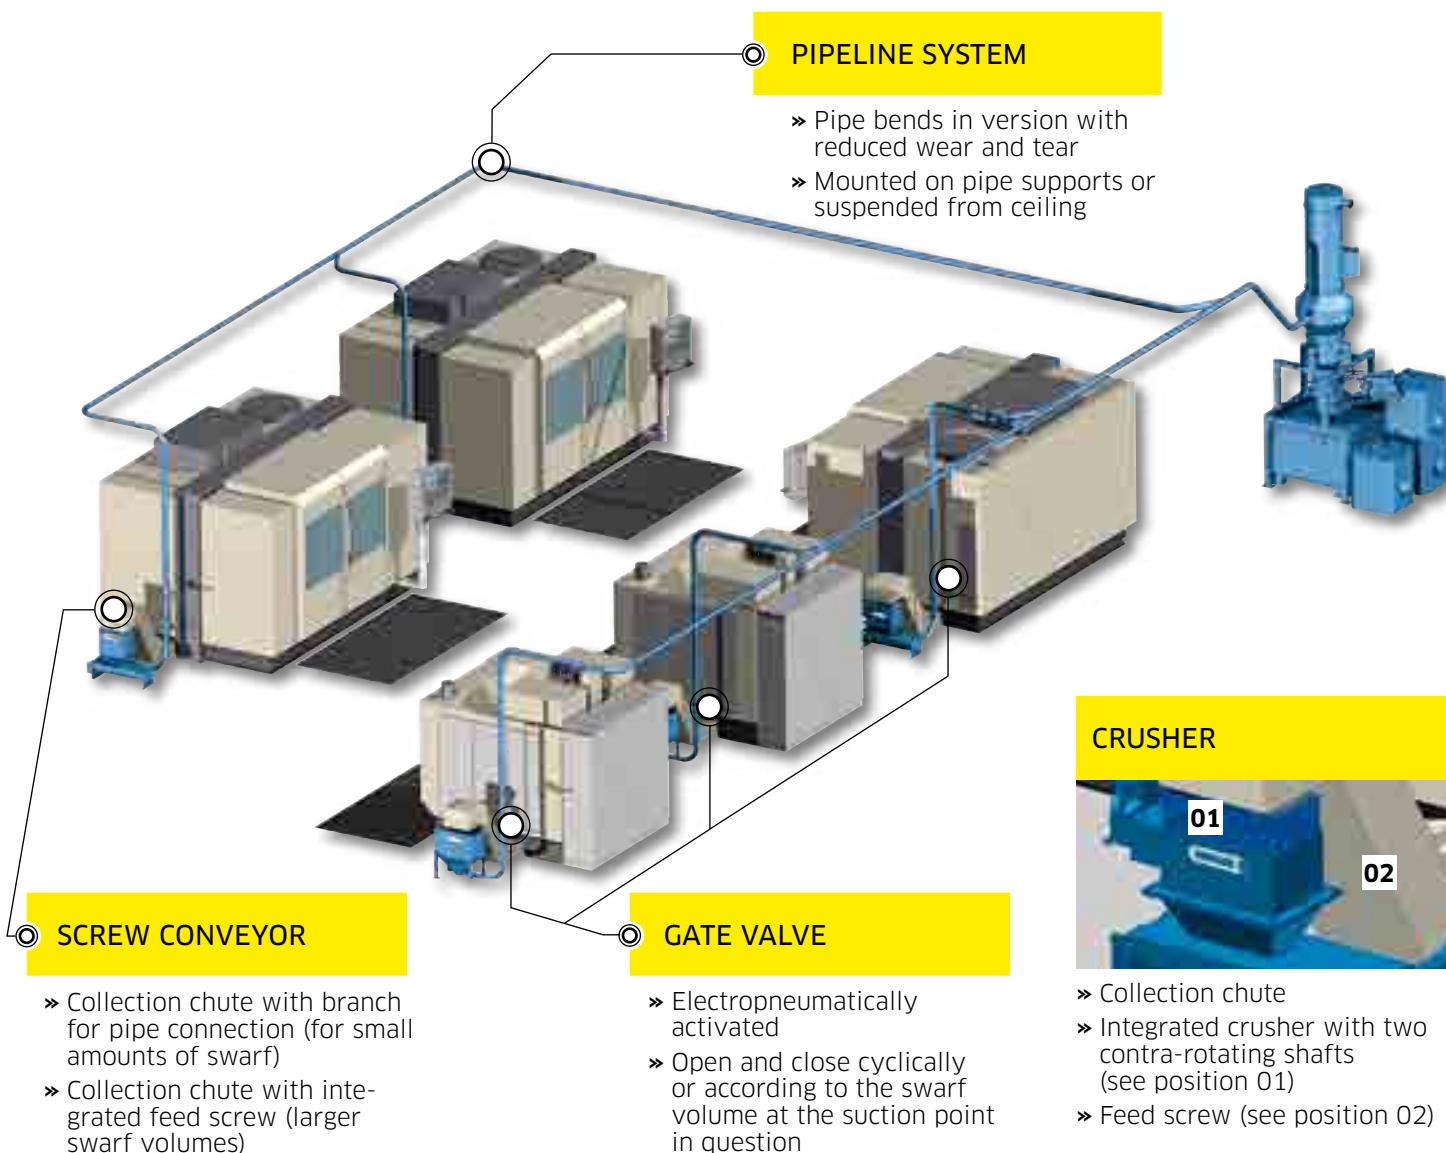 PIPELINE SYSTEM
» Pipe bends in version with
reduced wear and tear
» Mounted on pipe supports or
suspended from ceiling
CRUSHER
01
02
» Collection chute
» Integrated crusher with two
contra-rotating shafts
(see position 01)
» Feed screw (see position 02)
SCREW CONVEYOR
» Collection chute with branch
for pipe connection (for small
amounts of swarf)
» Collection chute with inte-
grated feed screw (larger
swarf volumes)
GATE VALVE
» Electropneumatically
activated
» Open and close cyclically
or according to the swarf
volume at the suction point
in question